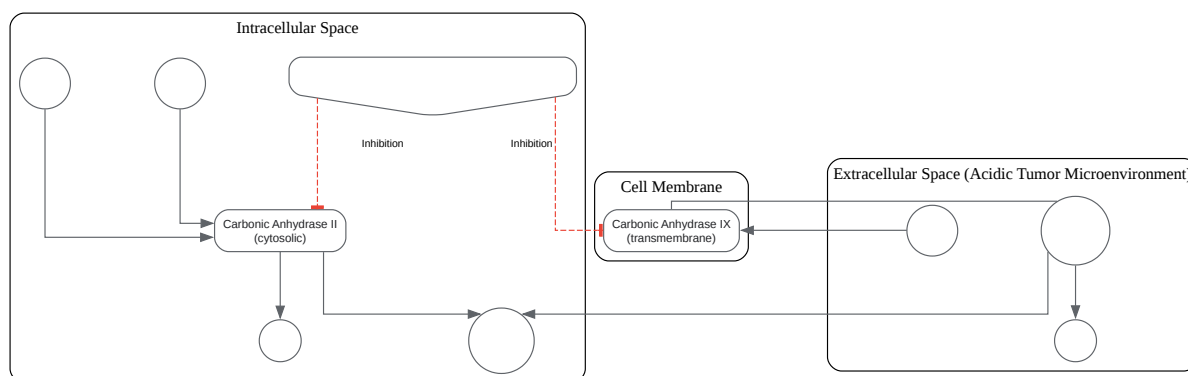 Intracellular Space
Inhibition
Inhibition
Extracellular Space (Acidic Tumor Microenvironment)
Cell Membrane
Carbonic Anhydrase II
(cytosolic)
Carbonic Anhydrase IX
(transmembrane)